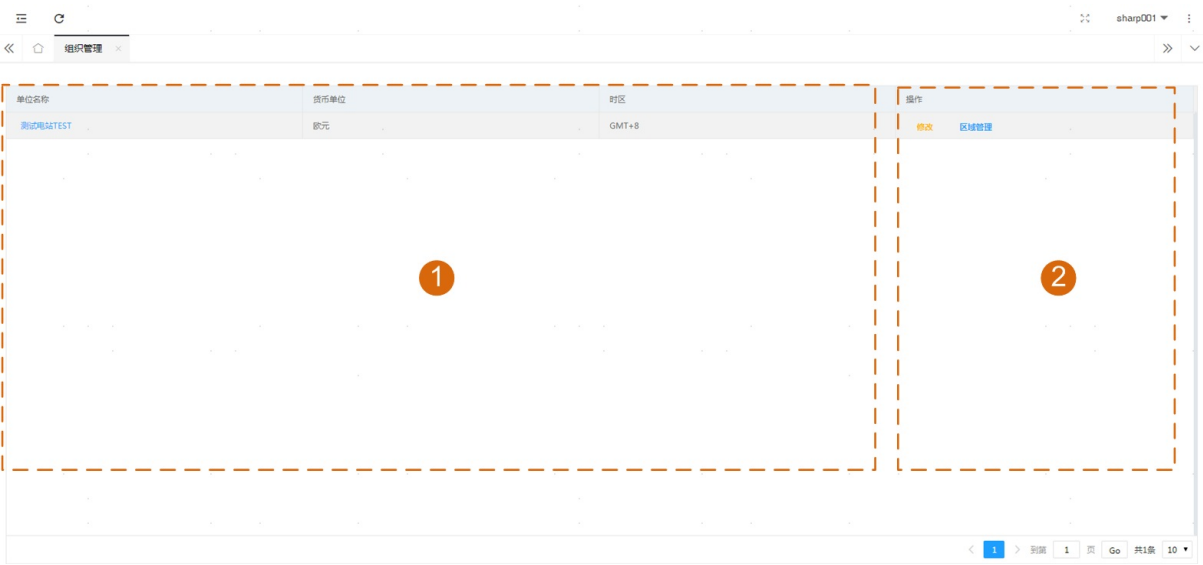 sharp001
组织管理
单位名称 货币单位 时区 操作
测试电站TEST 欧元 GMT+8 修改 区域管理
1 2
1 到第 1 页 Go 共1条 10